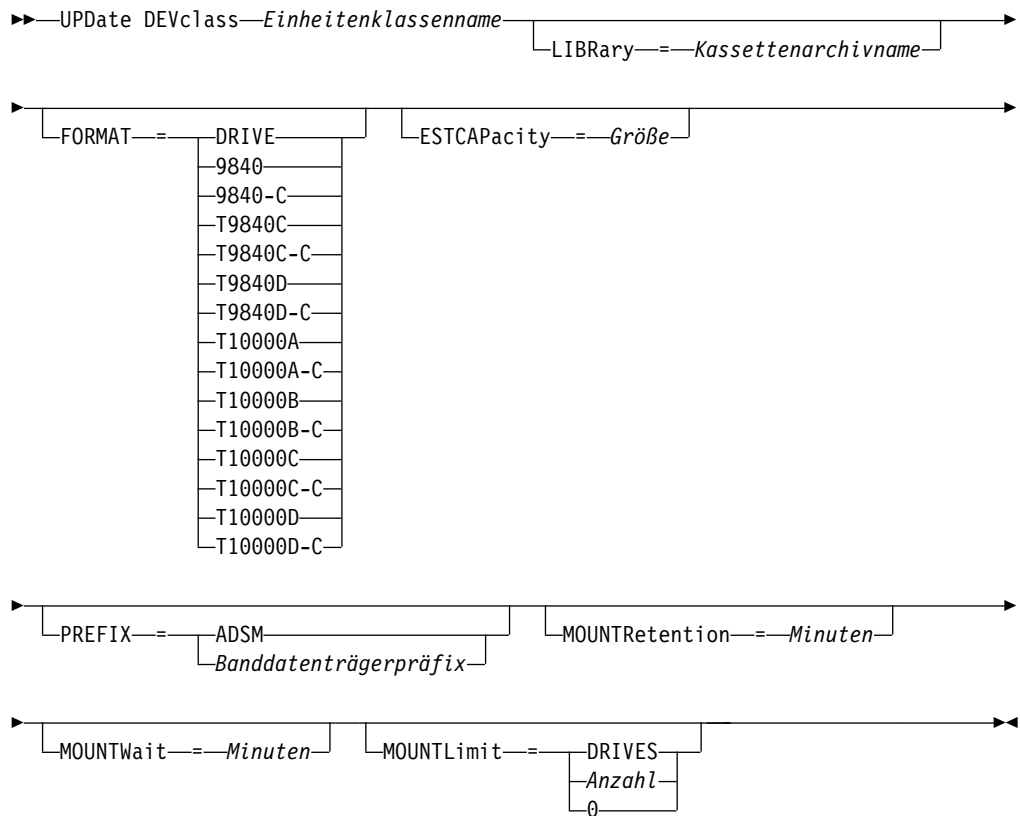 UPDate DEVclass Einheitenklassenname
LIBRary = Kassettenarchivname
FORMAT = DRIVE
9840
9840-C
T9840C
T9840C-C
T9840D
T9840D-C
T10000A
T10000A-C
T10000B
T10000B-C
T10000C
T10000C-C
T10000D
T10000D-C
ESTCAPacity = Größe
PREFIX = ADSM
Banddatenträgerpräfix
MOUNTRetention = Minuten
MOUNTWait = Minuten
MOUNTLimit = DRIVES
Anzahl
0